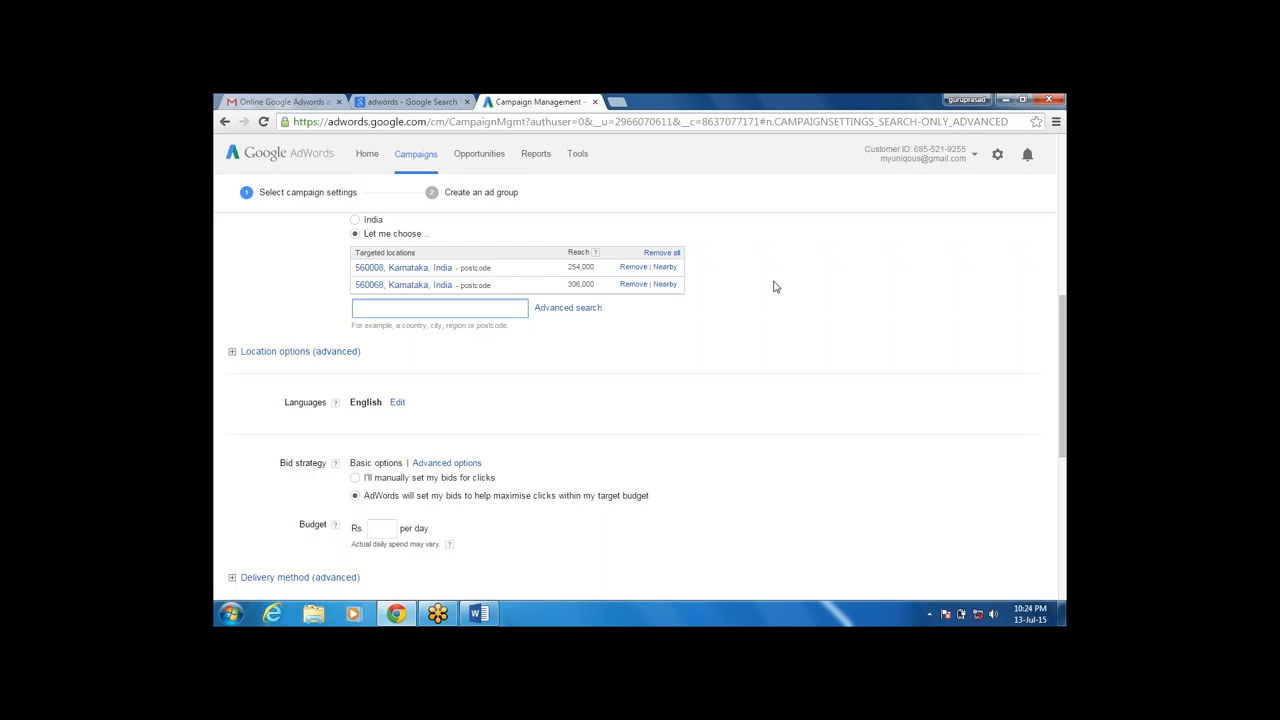 Online Google Adwords a
adwords - Google Search
Campaign Management -
guruprasad
https://adwords.google.com/cm/CampaignMgmt?authuser=0&__u=2966070611&__c=8637077171#n.CAMPAIGNSETTINGS_SEARCH-ONLY_ADVANCED
Google AdWords
Home
Campaigns
Opportunities
Reports
Tools
Customer ID: 685-521-9255
myuniqous@gmail.com
1 Select campaign settings
2 Create an ad group
India
Let me choose...
Targeted locations Reach ? Remove all
560008, Karnataka, India - postcode 254,000 Remove | Nearby
560068, Karnataka, India - postcode 306,000 Remove | Nearby
Advanced search
For example, a country, city, region or postcode.
Location options (advanced)
Languages ? English Edit
Bid strategy ? Basic options | Advanced options
I'll manually set my bids for clicks
AdWords will set my bids to help maximise clicks within my target budget
Budget ? Rs. per day
Actual daily spend may vary. ?
Delivery method (advanced)
10:24 PM
13-Jul-15